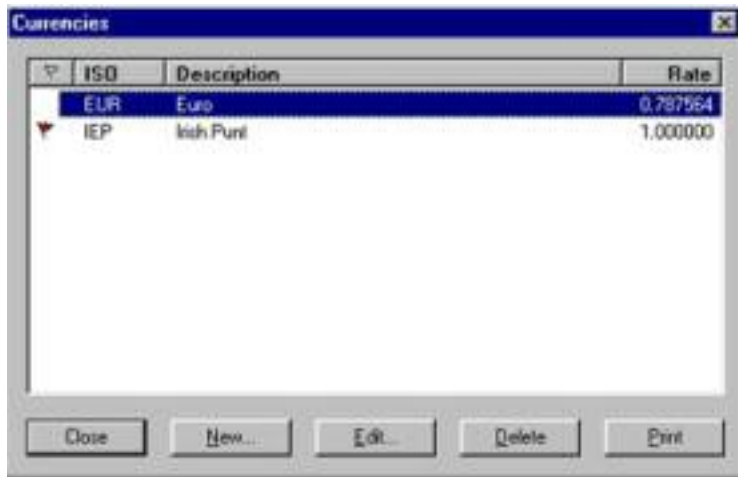 Currencies
ISO Description Rate
EUR Euro 0.787564
IEP Irish Punt 1.000000
Close New... Edit... Delete Print